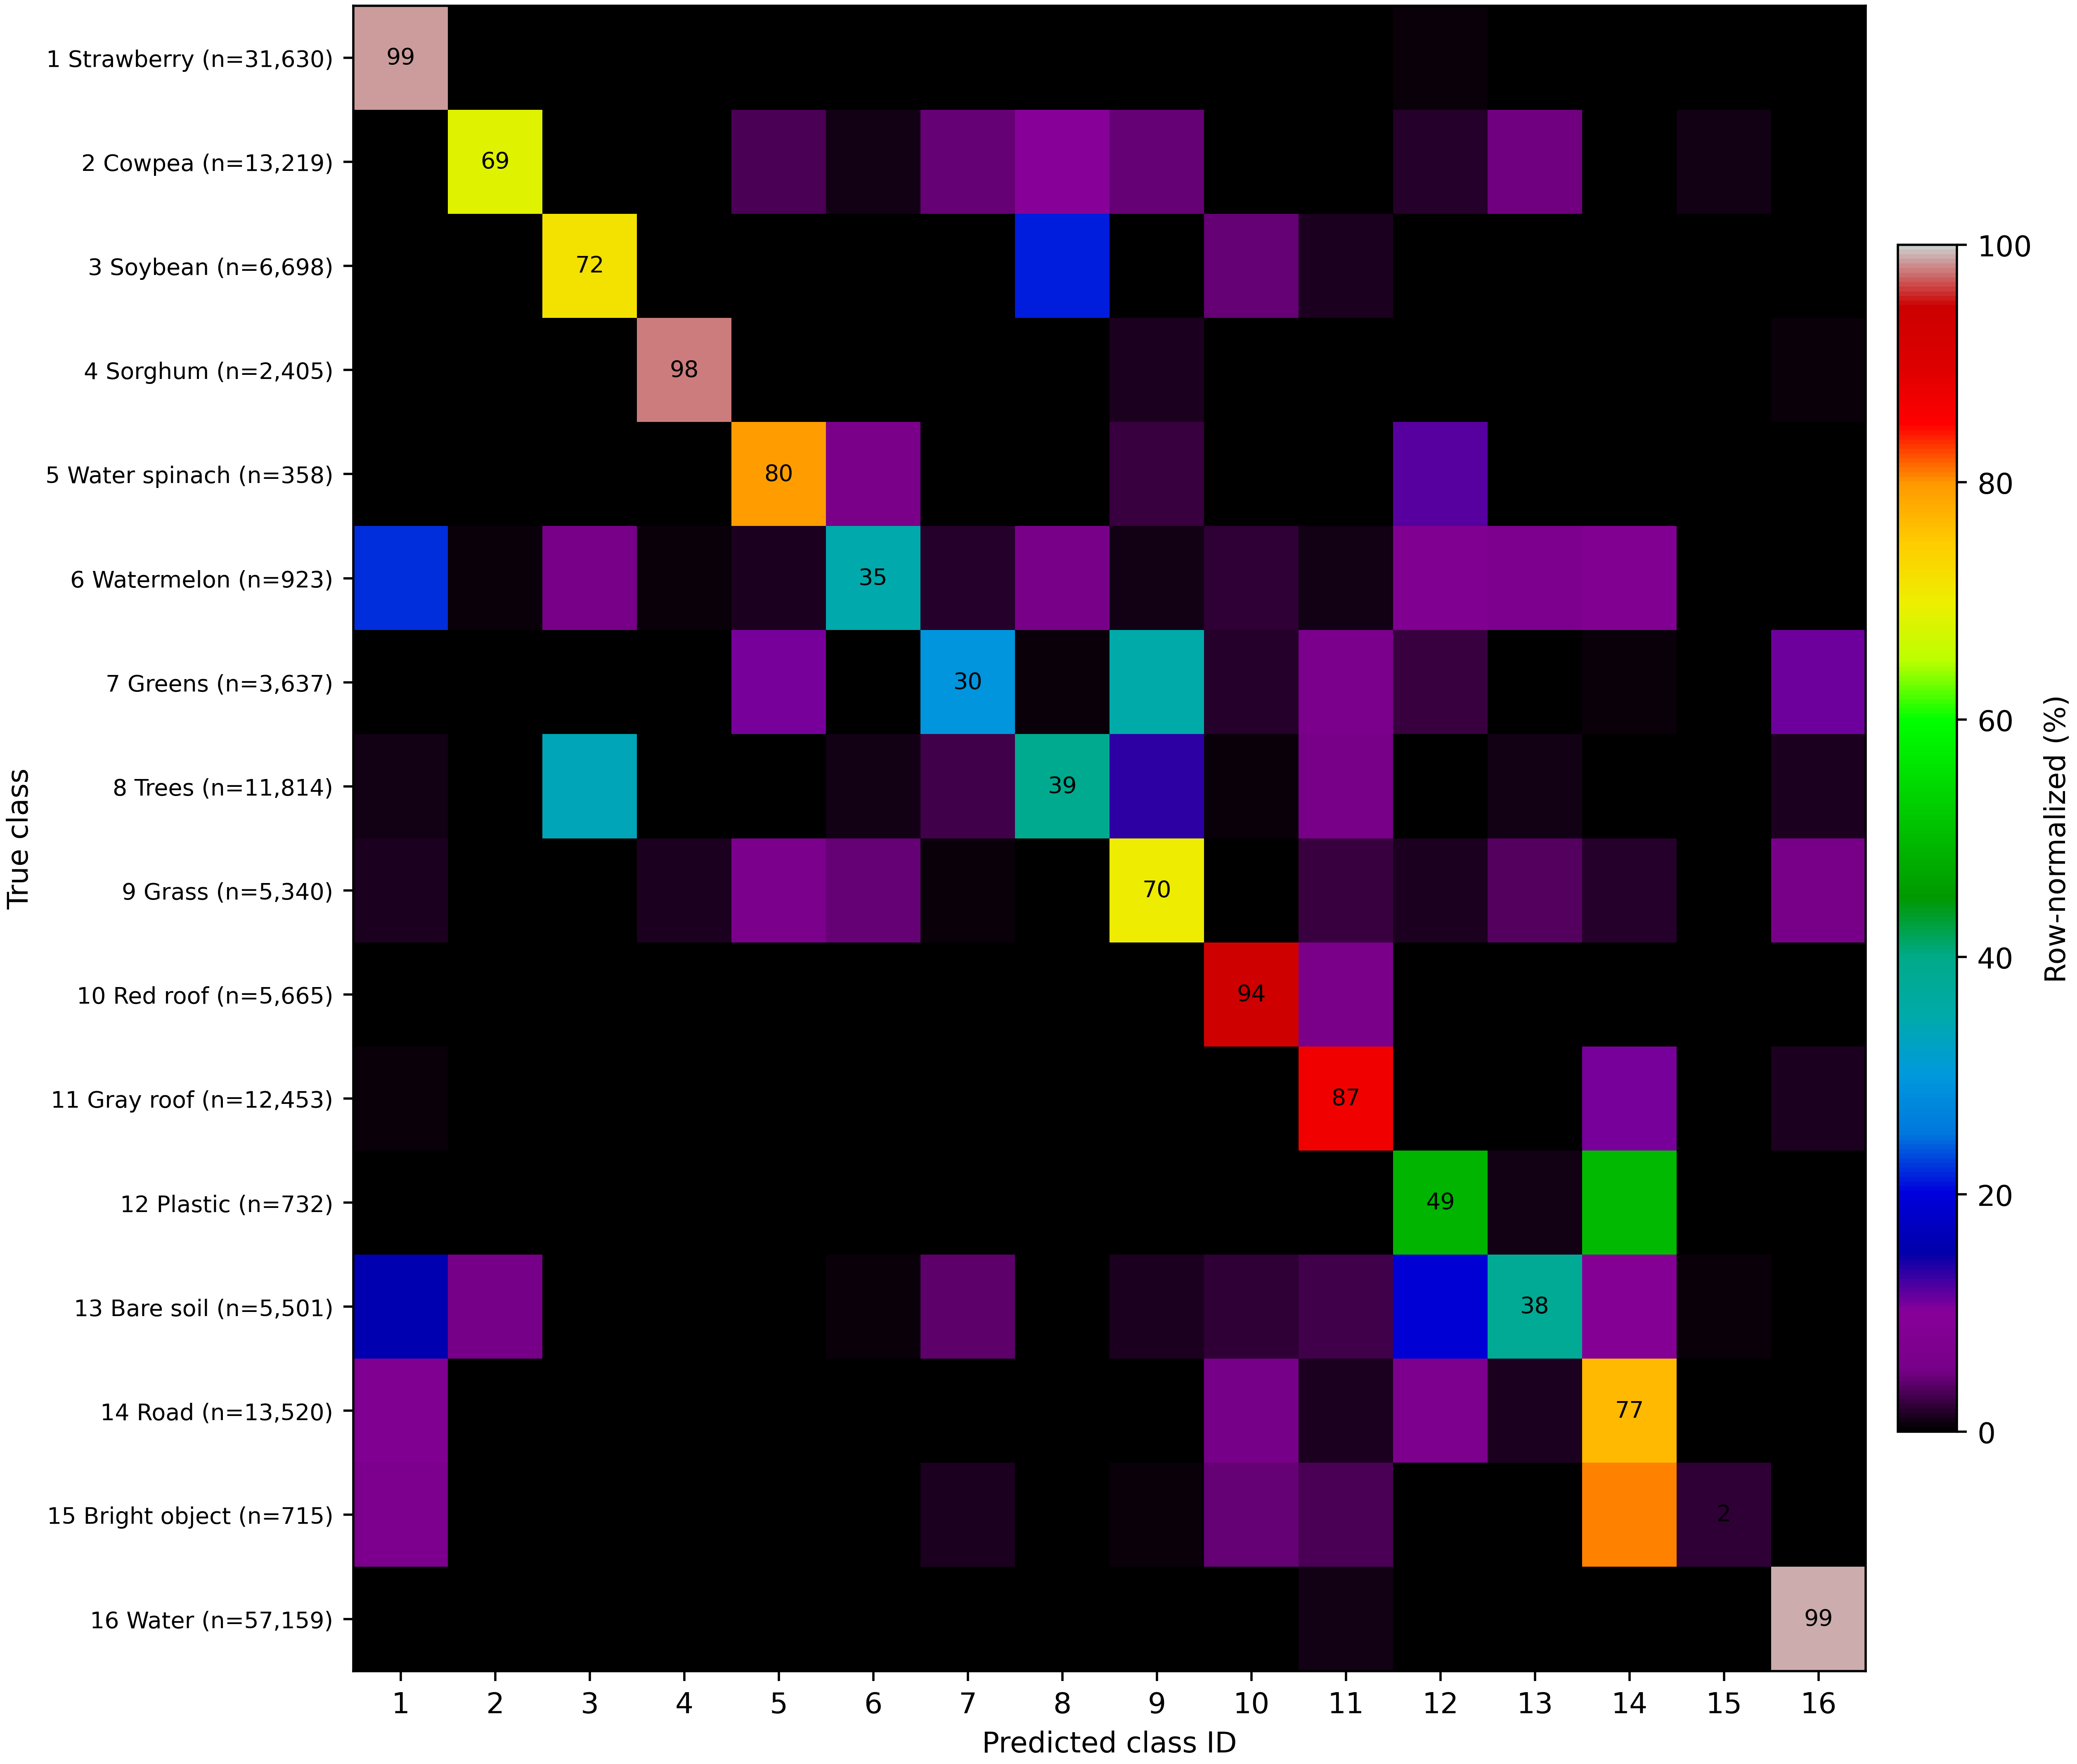 1 Strawberry (n=31,630)
99
2 Cowpea (n=13,219)
69
3 Soybean (n=6,698)
72
4 Sorghum (n=2,405)
98
5 Water spinach (n=358)
80
6 Watermelon (n=923)
35
7 Greens (n=3,637)
30
8 Trees (n=11,814)
39
9 Grass (n=5,340)
70
10 Red roof (n=5,665)
94
11 Gray roof (n=12,453)
87
12 Plastic (n=732)
49
13 Bare soil (n=5,501)
38
14 Road (n=13,520)
77
15 Bright object (n=715)
2
16 Water (n=57,159)
99
True class
1 2 3 4 5 6 7 8 9 10 11 12 13 14 15 16
Predicted class ID
100
80
60
40
20
0
Row-normalized (%)